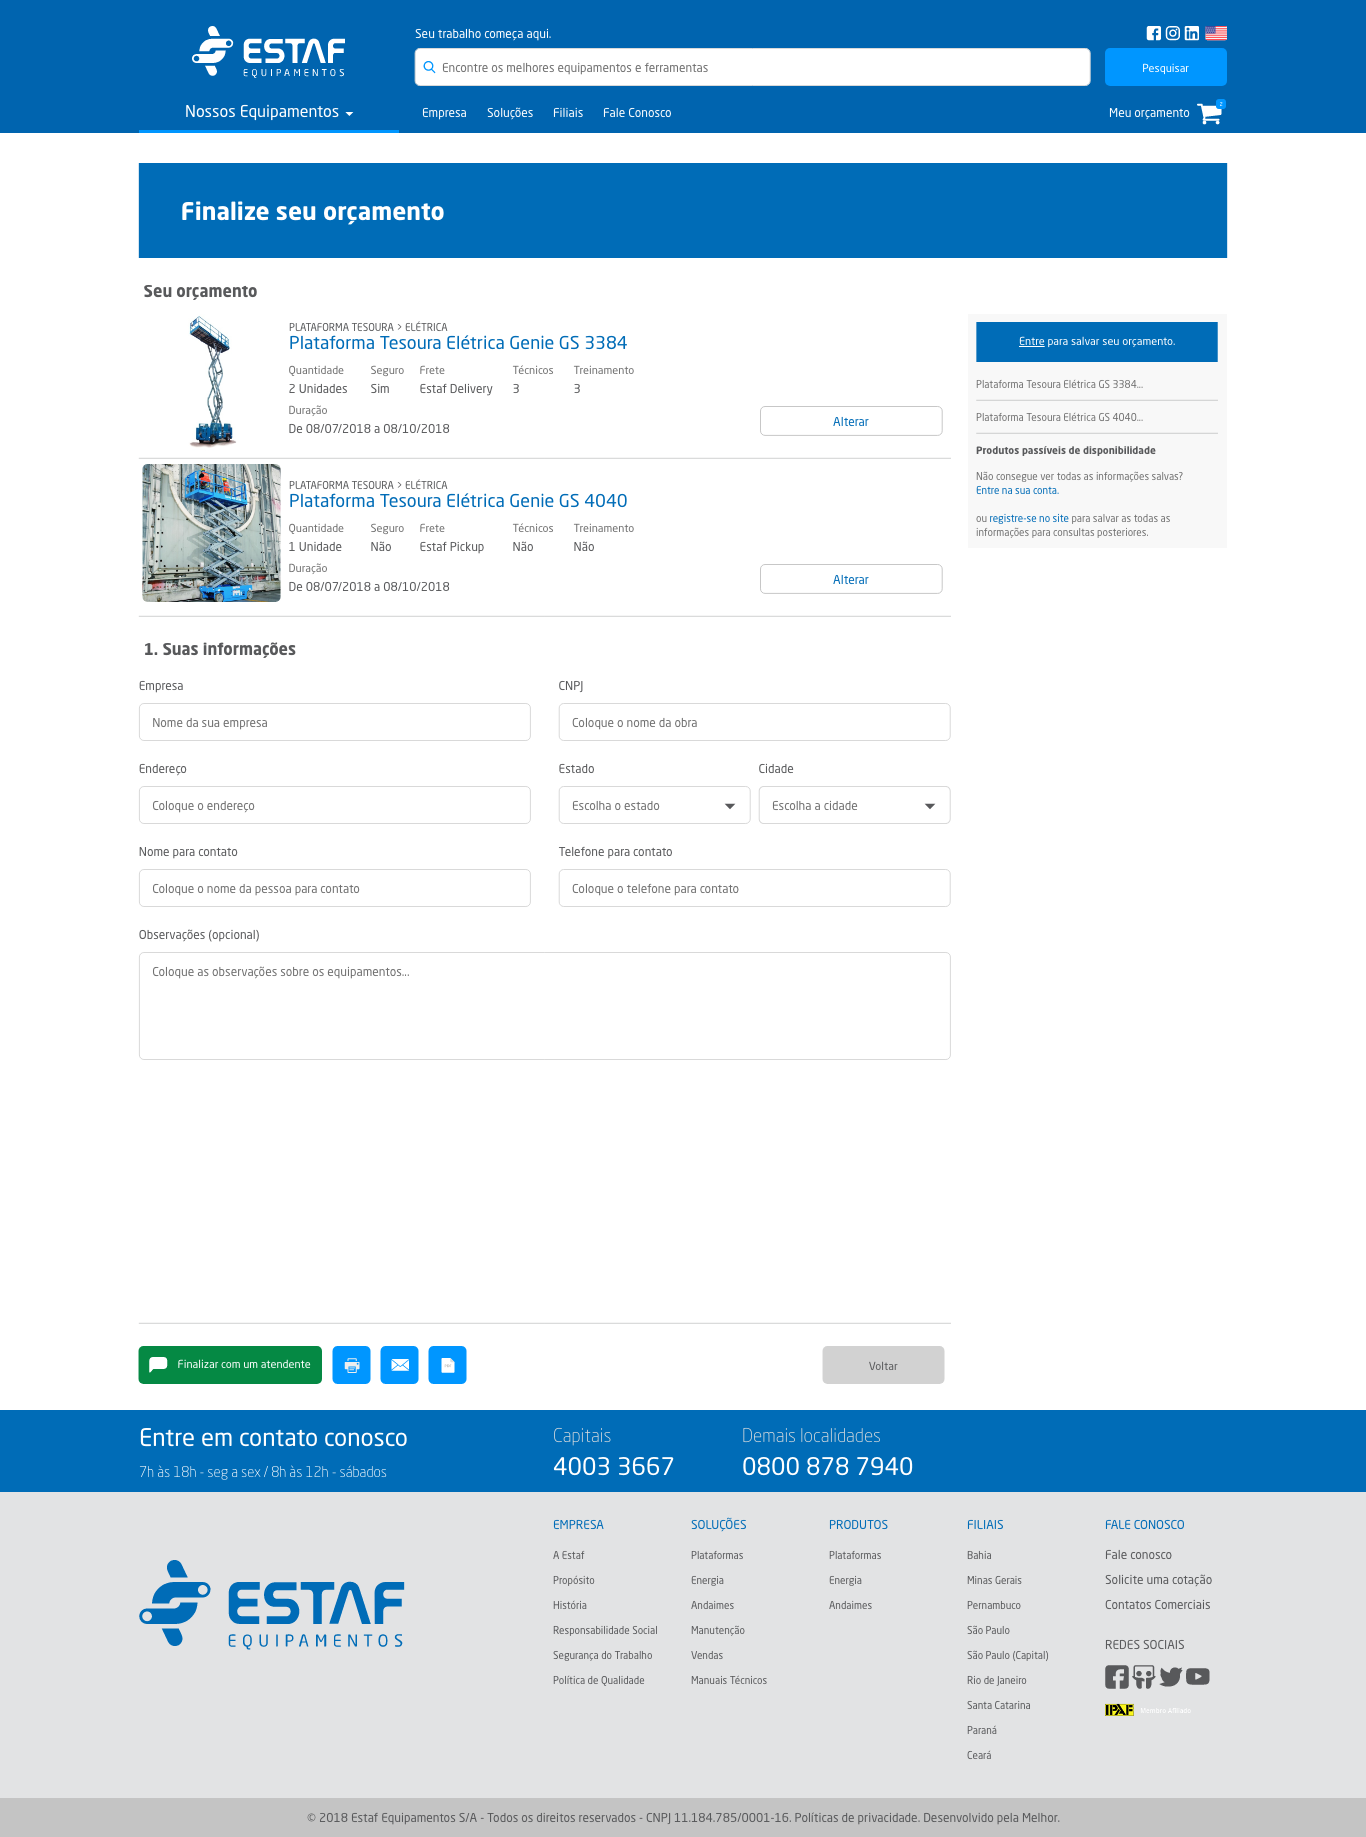 ESTAF
EQUIPAMENTOS
Seu trabalho começa aqui.
Encontre os melhores equipamentos e ferramentas
Pesquisar
Nossos Equipamentos
Empresa Soluções Filiais Fale Conosco
Meu orçamento
2
Finalize seu orçamento
Seu orçamento
PLATAFORMA TESOURA > ELÉTRICA
Plataforma Tesoura Elétrica Genie GS 3384
Quantidade Seguro Frete Técnicos Treinamento
2 Unidades Sim Estaf Delivery 3 3
Duração
De 08/07/2018 a 08/10/2018
Alterar
PLATAFORMA TESOURA > ELÉTRICA
Plataforma Tesoura Elétrica Genie GS 4040
Quantidade Seguro Frete Técnicos Treinamento
1 Unidade Não Estaf Pickup Não Não
Duração
De 08/07/2018 a 08/10/2018
Alterar
Entre para salvar seu orçamento.
Plataforma Tesoura Elétrica GS 3384...
Plataforma Tesoura Elétrica GS 4040...
Produtos passíveis de disponibilidade
Não consegue ver todas as informações salvas?
Entre na sua conta.
ou registre-se no site para salvar as todas as
informações para consultas posteriores.
1. Suas informações
Empresa CNPJ
Nome da sua empresa Coloque o nome da obra
Endereço Estado Cidade
Coloque o endereço Escolha o estado Escolha a cidade
Nome para contato Telefone para contato
Coloque o nome da pessoa para contato Coloque o telefone para contato
Observações (opcional)
Coloque as observações sobre os equipamentos...
Finalizar com um atendente
Voltar
Entre em contato conosco
7h às 18h - seg a sex / 8h às 12h - sábados
Capitais
4003 3667
Demais localidades
0800 878 7940
ESTAF
EQUIPAMENTOS
EMPRESA
A Estaf
Propósito
História
Responsabilidade Social
Segurança do Trabalho
Política de Qualidade
SOLUÇÕES
Plataformas
Energia
Andaimes
Manutenção
Vendas
Manuais Técnicos
PRODUTOS
Plataformas
Energia
Andaimes
FILIAIS
Bahia
Minas Gerais
Pernambuco
São Paulo
São Paulo (Capital)
Rio de Janeiro
Santa Catarina
Paraná
Ceará
FALE CONOSCO
Fale conosco
Solicite uma cotação
Contatos Comerciais
REDES SOCIAIS
IPAF Membro Afiliado
© 2018 Estaf Equipamentos S/A - Todos os direitos reservados - CNPJ 11.184.785/0001-16. Políticas de privacidade. Desenvolvido pela Melhor.